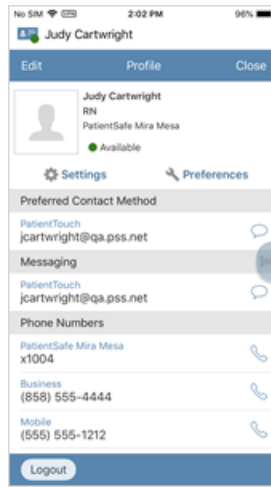 No SIM VPN 2:02 PM 96%
Judy Cartwright
Edit Profile Close
Judy Cartwright
RN
PatientSafe Mira Mesa
Available
Settings Preferences
Preferred Contact Method
PatientTouch
jcartwright@qa.pss.net
Messaging
PatientTouch
jcartwright@qa.pss.net
Phone Numbers
PatientSafe Mira Mesa
x1004
Business
(858) 555-4444
Mobile
(555) 555-1212
Logout